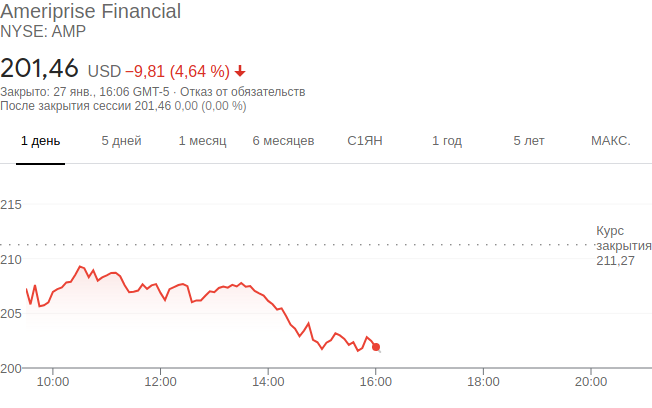 Ameriprise Financial
NYSE: AMP
201,46 USD −9,81 (4,64 %)
Закрыто: 27 янв., 16:06 GMT-5 · Отказ от обязательств
После закрытия сессии 201,46 0,00 (0,00 %)
1 день 5 дней 1 месяц 6 месяцев С1ЯН 1 год 5 лет МАКС.
215
Курс
закрытия
211,27
210
205
200
10:00 12:00 14:00 16:00 18:00 20:00